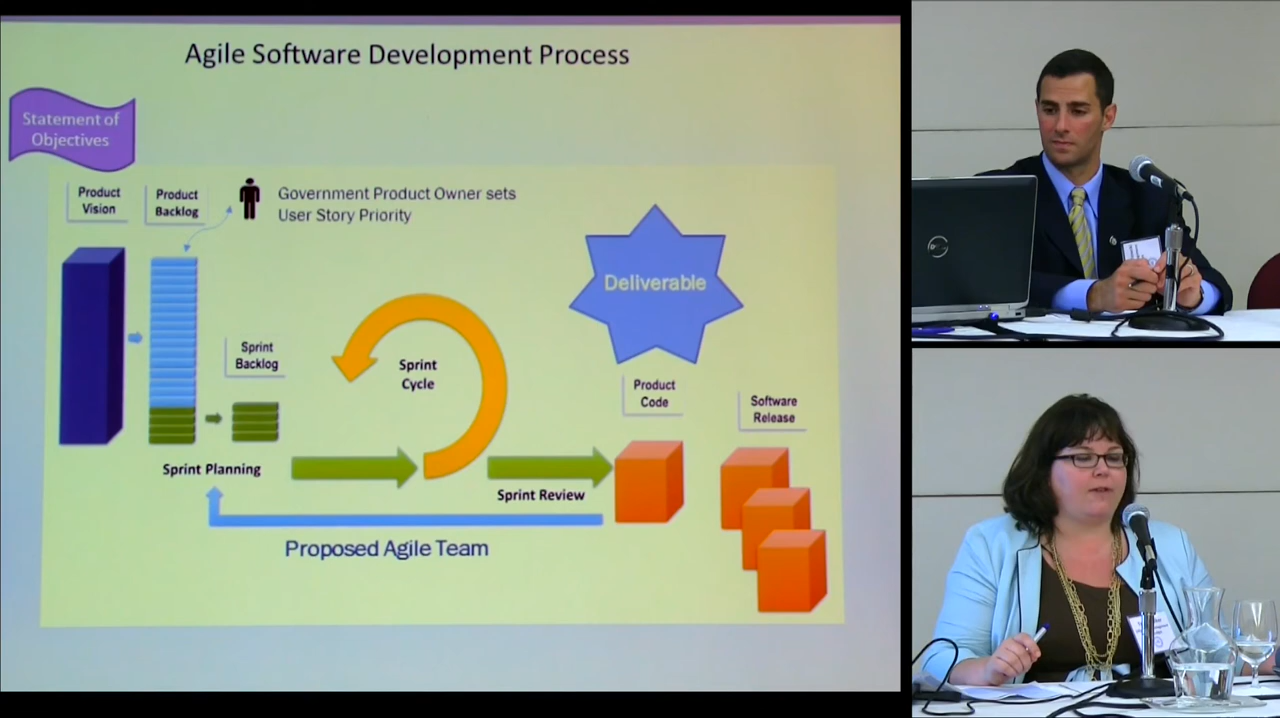 Agile Software Development Process
Statement of
Objectives
Product
Vision
Product
Backlog
Government Product Owner sets
User Story Priority
Deliverable
Sprint
Backlog
Sprint
Cycle
Product
Code
Software
Release
Sprint Planning
Sprint Review
Proposed Agile Team